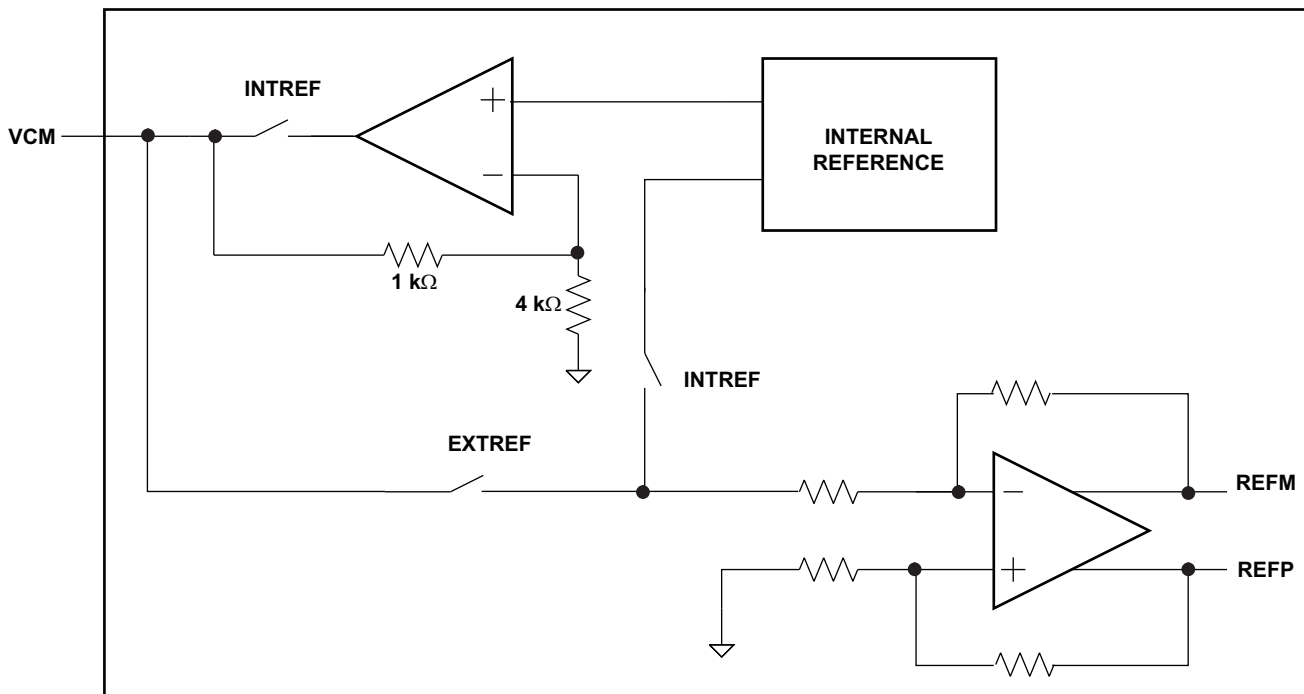 INTREF
VCM
+
−
INTERNAL
REFERENCE
1 kΩ
4 kΩ
INTREF
EXTREF
−
REFM
+
REFP